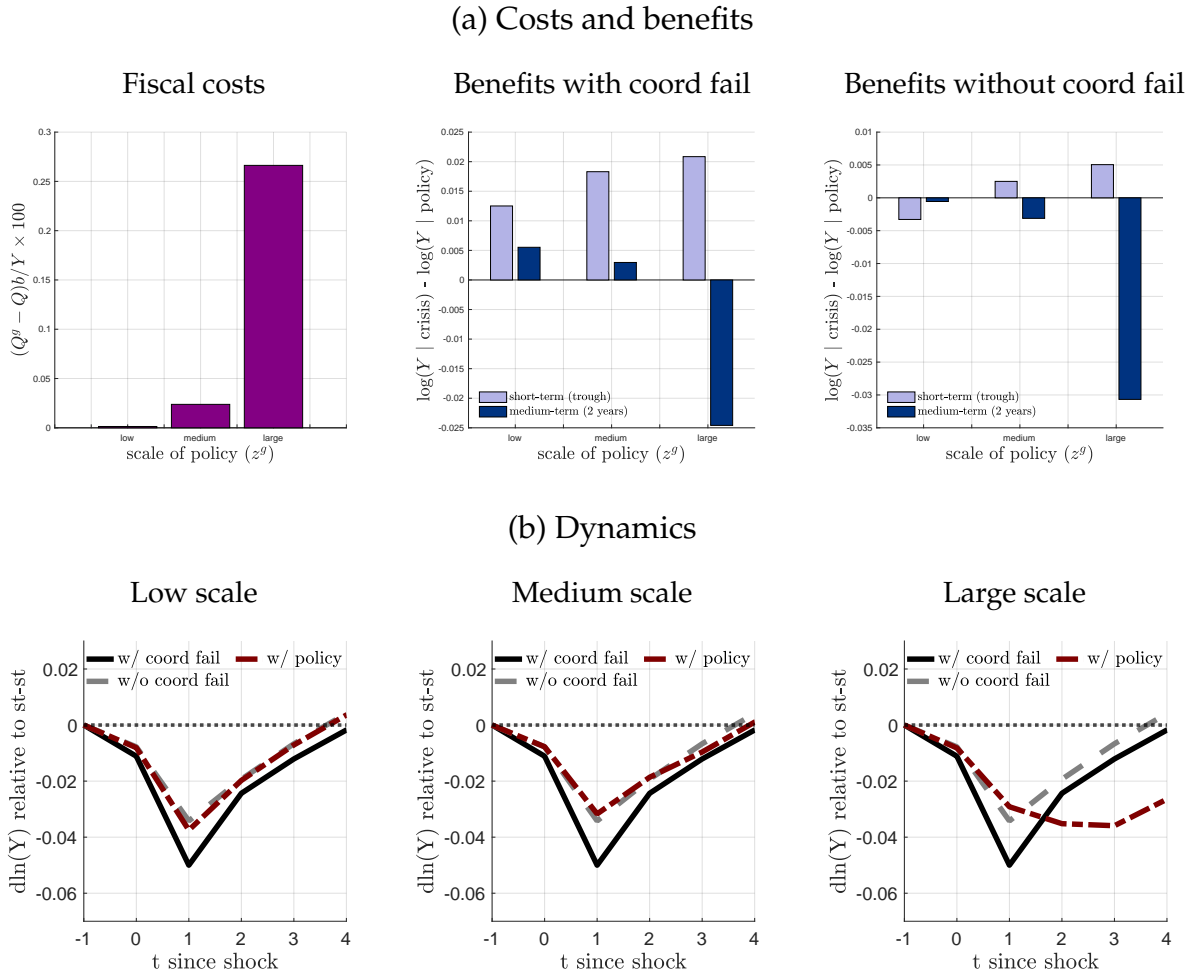 (a) Costs and benefits
Fiscal costs
Benefits with coord fail
Benefits without coord fail
0.3
0.25
0.2
0.15
0.1
0.05
0
(Q^g − Q)b/Y × 100
low
medium
large
scale of policy (z^g)
0.025
0.02
0.015
0.01
0.005
0
-0.005
-0.01
-0.015
-0.02
-0.025
log(Y | crisis) - log(Y | policy)
short-term (trough)
medium-term (2 years)
low
medium
large
scale of policy (z^g)
0.01
0.005
0
-0.005
-0.01
-0.015
-0.02
-0.025
-0.03
-0.035
log(Y | crisis) - log(Y | policy)
short-term (trough)
medium-term (2 years)
low
medium
large
scale of policy (z^g)
(b) Dynamics
Low scale
Medium scale
Large scale
0.02
0
-0.02
-0.04
-0.06
dln(Y) relative to st-st
w/ coord fail
w/ policy
w/o coord fail
-1
0
1
2
3
4
t since shock
0.02
0
-0.02
-0.04
-0.06
dln(Y) relative to st-st
w/ coord fail
w/ policy
w/o coord fail
-1
0
1
2
3
4
t since shock
0.02
0
-0.02
-0.04
-0.06
dln(Y) relative to st-st
w/ coord fail
w/ policy
w/o coord fail
-1
0
1
2
3
4
t since shock